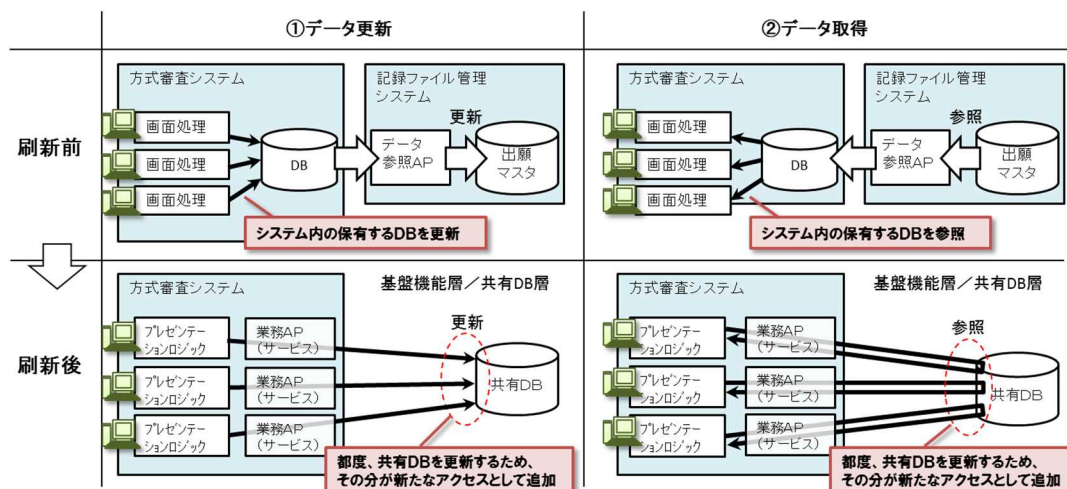 ①データ更新
②データ取得
刷新前
方式審査システム
画面処理
画面処理
画面処理
DB
記録ファイル管理
システム
データ
参照AP
更新
出願
マスタ
システム内の保有するDBを更新
方式審査システム
画面処理
画面処理
画面処理
DB
記録ファイル管理
システム
データ
参照AP
参照
出願
マスタ
システム内の保有するDBを参照
刷新後
方式審査システム
基盤機能層／共有DB層
プレゼンテー
ションロジック
業務AP
（サービス）
プレゼンテー
ションロジック
業務AP
（サービス）
プレゼンテー
ションロジック
業務AP
（サービス）
更新
共有DB
都度、共有DBを更新するため、
その分が新たなアクセスとして追加
方式審査システム
基盤機能層／共有DB層
プレゼンテー
ションロジック
業務AP
（サービス）
プレゼンテー
ションロジック
業務AP
（サービス）
プレゼンテー
ションロジック
業務AP
（サービス）
参照
共有DB
都度、共有DBを更新するため、
その分が新たなアクセスとして追加